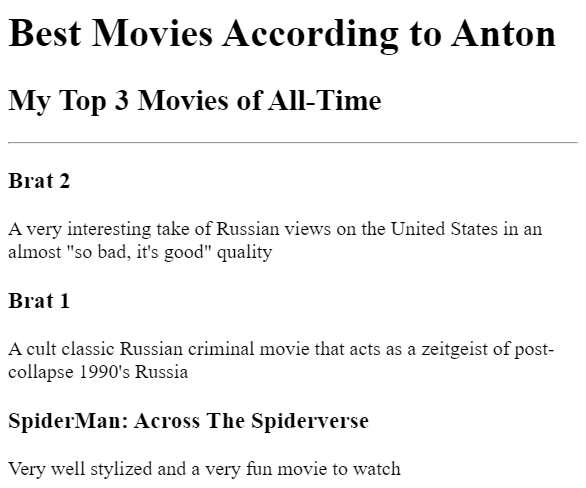 Best Movies According to Anton
My Top 3 Movies of All-Time
Brat 2
A very interesting take of Russian views on the United States in an
almost "so bad, it's good" quality
Brat 1
A cult classic Russian criminal movie that acts as a zeitgeist of post-
collapse 1990's Russia
SpiderMan: Across The Spiderverse
Very well stylized and a very fun movie to watch